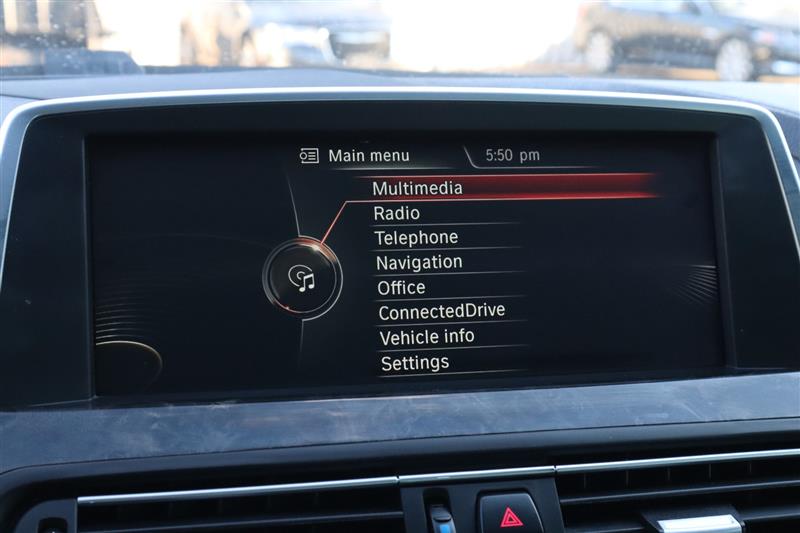 Main menu 5:50 pm
Multimedia
Radio
Telephone
Navigation
Office
ConnectedDrive
Vehicle info
Settings